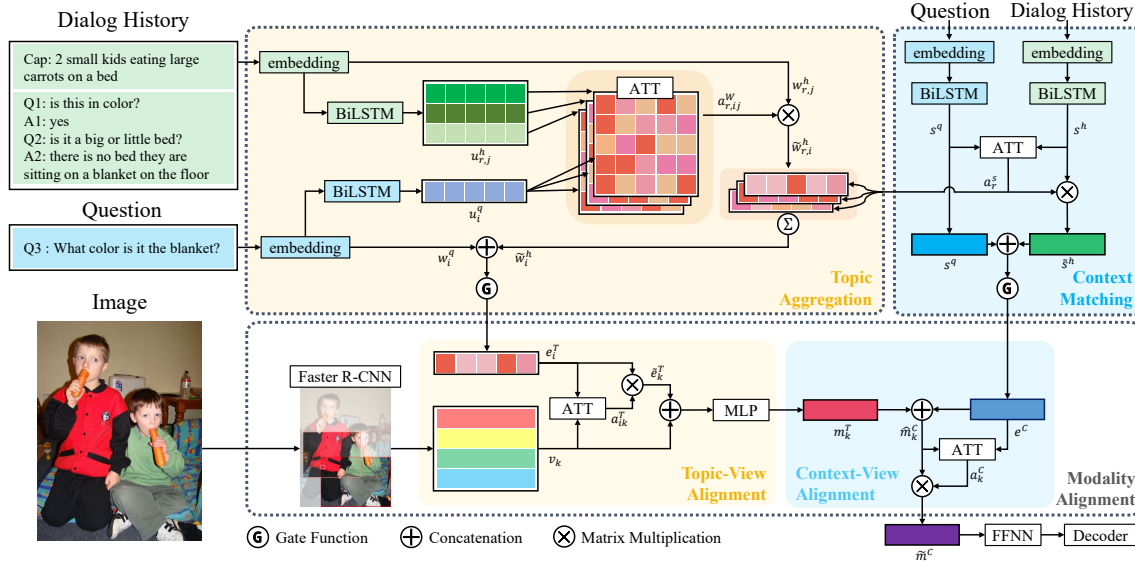 Dialog History
Cap: 2 small kids eating large
carrots on a bed
Q1: is this in color?
A1: yes
Q2: is it a big or little bed?
A2: there is no bed they are
sitting on a blanket on the floor
Question
Q3 : What color is it the blanket?
Image
embedding
BiLSTM
u^h_{r,j}
BiLSTM
u^q_i
embedding
ATT
a^W_{r,ij}
w^h_{r,j}
w̃^h_{r,i}
Σ
w^q_i
w̃^h_i
G
Topic
Aggregation
Question
Dialog History
embedding
embedding
BiLSTM
BiLSTM
s^q
s^h
ATT
a^s_r
s^q
s̃^h
G
Context
Matching
Faster R-CNN
e^T_i
ẽ^T_k
ATT
a^T_{ik}
v_k
MLP
Topic-View
Alignment
m^T_k
m̂^C_k
e^C
ATT
a^C_k
Context-View
Alignment
Modality
Alignment
m̃^C
FFNN
Decoder
G Gate Function
Concatenation
Matrix Multiplication